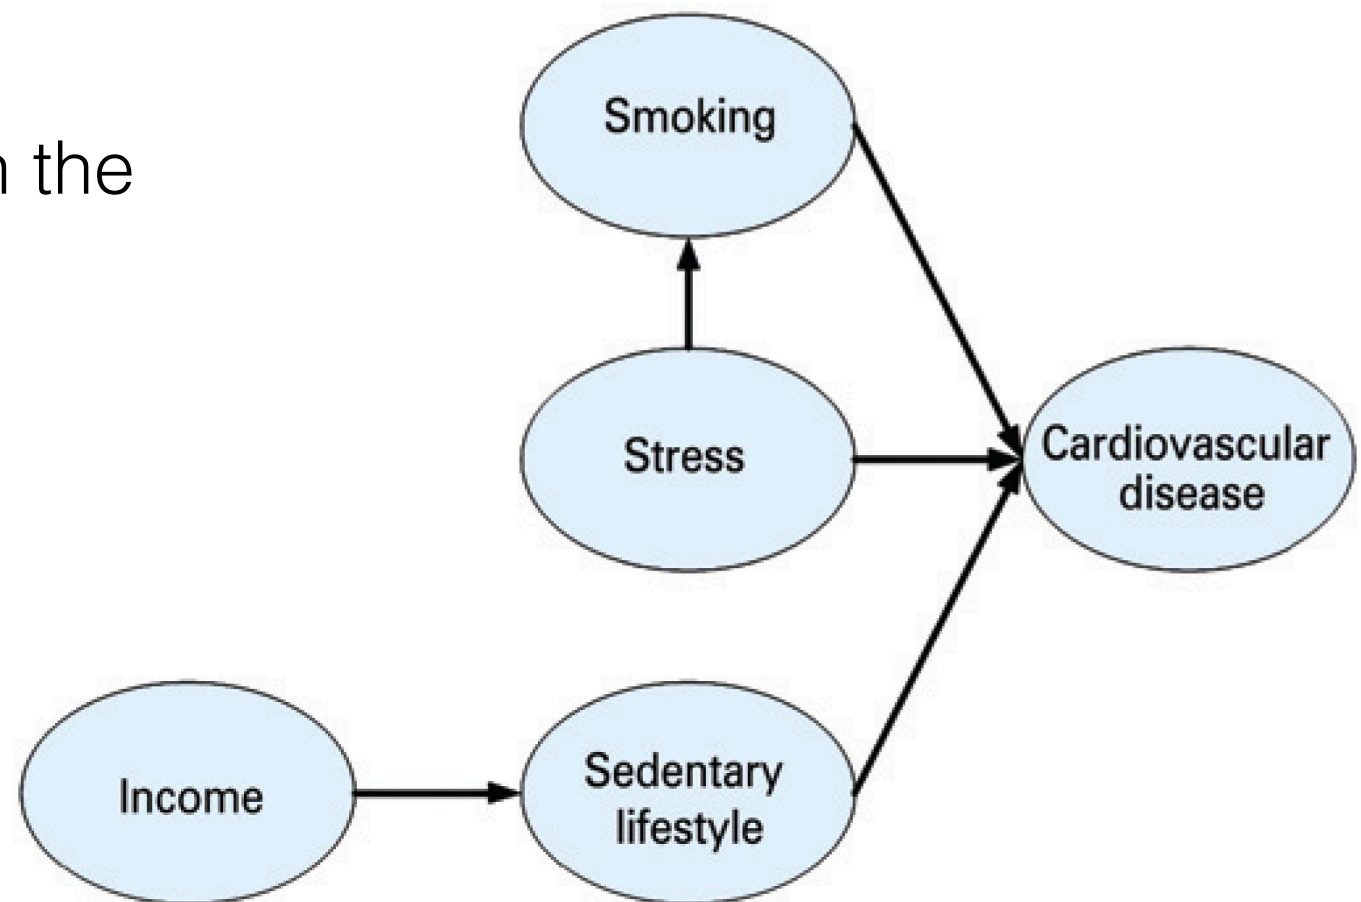 the
Smoking
Stress
Cardiovascular
disease
Income
Sedentary
lifestyle